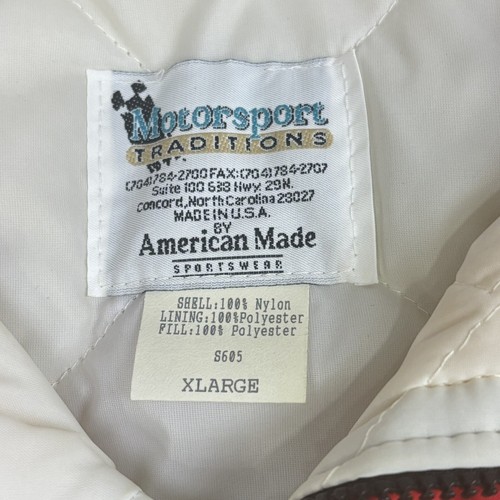 Motorsport
TRADITIONS
(704)784-2700 FAX:(704)784-2707
Suite 100 638 Hwy. 29N.
Concord, North Carolina 28027
MADE IN U.S.A.
BY
American Made
SPORTSWEAR
SHELL:100% Nylon
LINING:100%Polyester
FILL:100% Polyester
S605
XLARGE